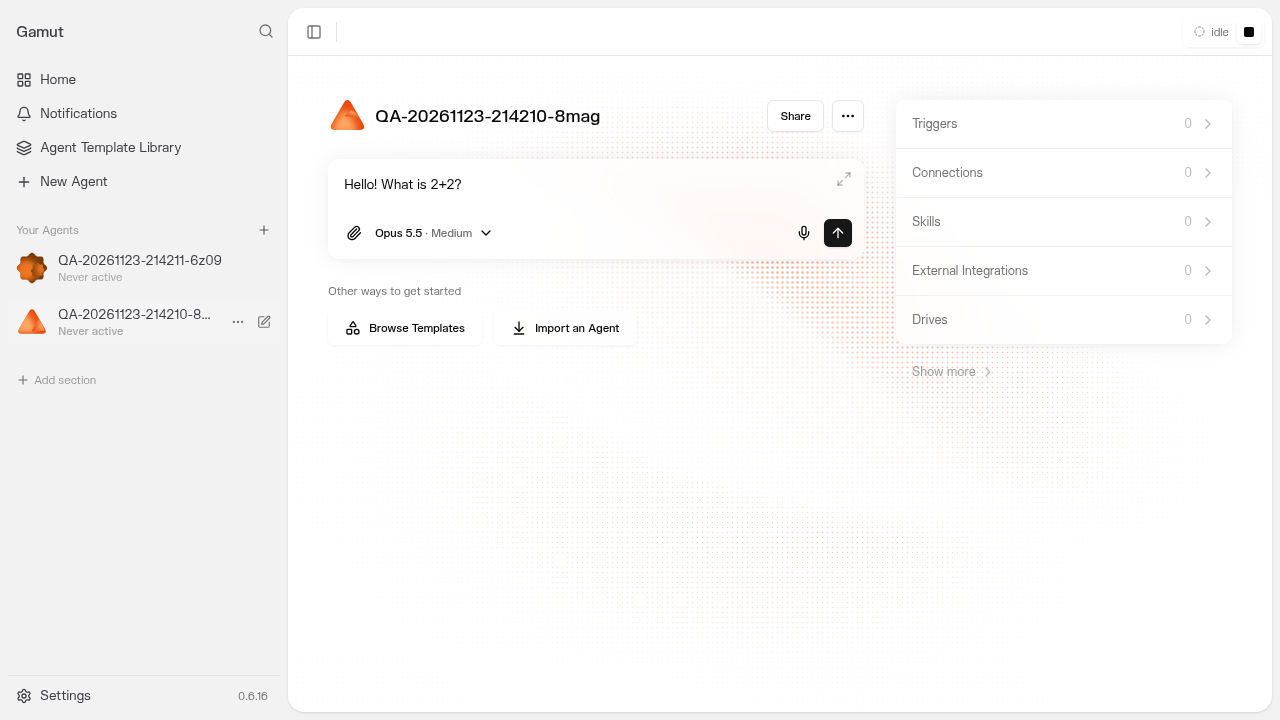 Gamut
Home
Notifications
Agent Template Library
New Agent
Your Agents
QA-20261123-214211-6z09
Never active
QA-20261123-214210-8...
Never active
Add section
Settings
0.6.16
idle
QA-20261123-214210-8mag
Share
Hello! What is 2+2?
Opus 5.5 · Medium
Other ways to get started
Browse Templates
Import an Agent
Triggers 0
Connections 0
Skills 0
External Integrations 0
Drives 0
Show more